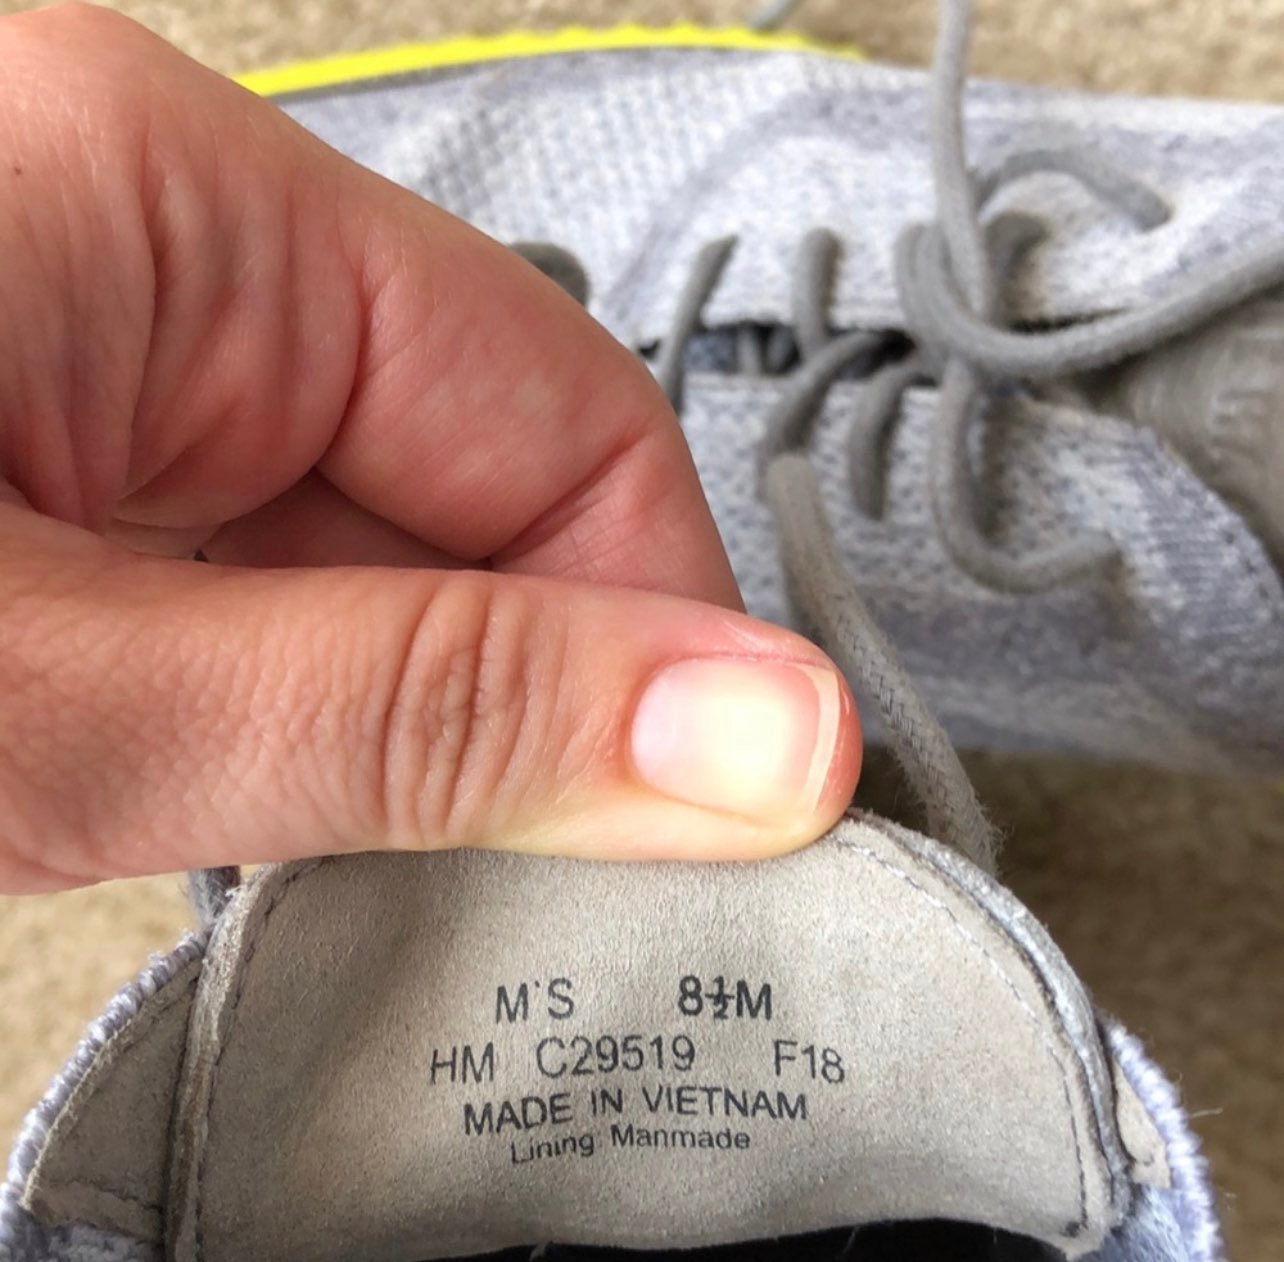 M'S 8½M
HM C29519 F18
MADE IN VIETNAM
Lining: Manmade